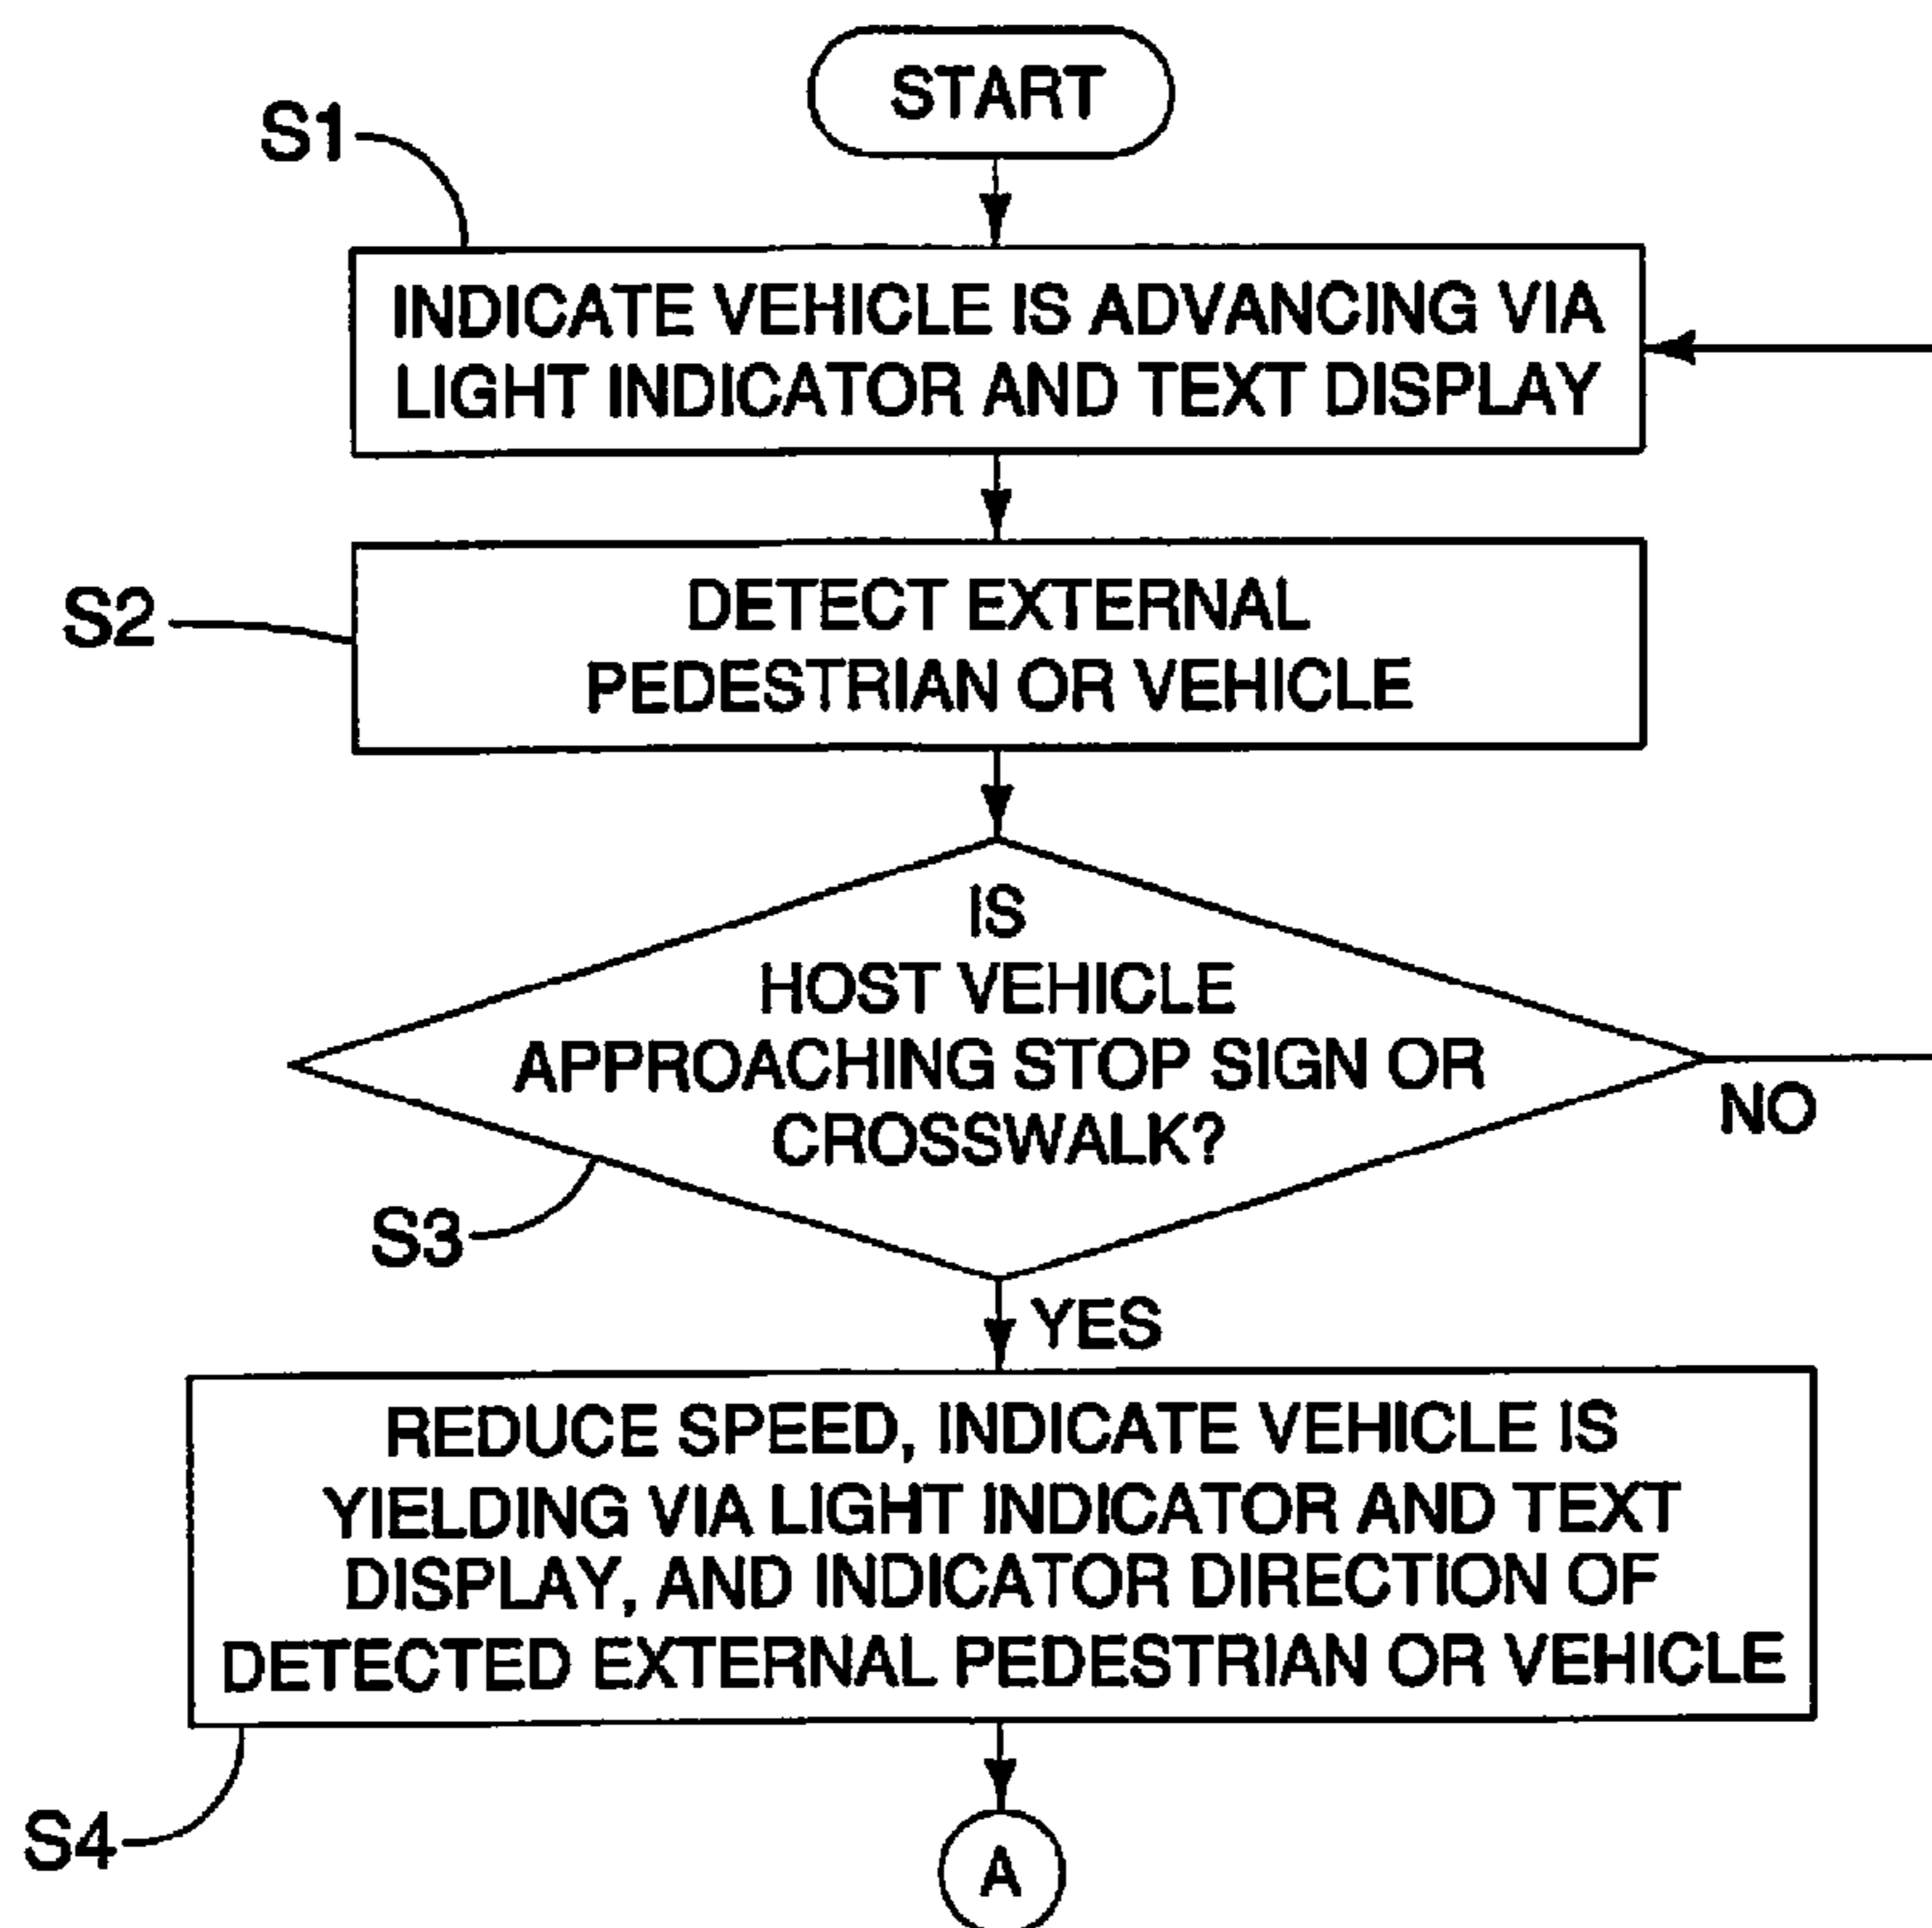 START
S1
INDICATE VEHICLE IS ADVANCING VIA
LIGHT INDICATOR AND TEXT DISPLAY
S2
DETECT EXTERNAL
PEDESTRIAN OR VEHICLE
IS
HOST VEHICLE
APPROACHING STOP SIGN OR
CROSSWALK?
NO
S3
YES
REDUCE SPEED, INDICATE VEHICLE IS
YIELDING VIA LIGHT INDICATOR AND TEXT
DISPLAY, AND INDICATOR DIRECTION OF
DETECTED EXTERNAL PEDESTRIAN OR VEHICLE
S4
A